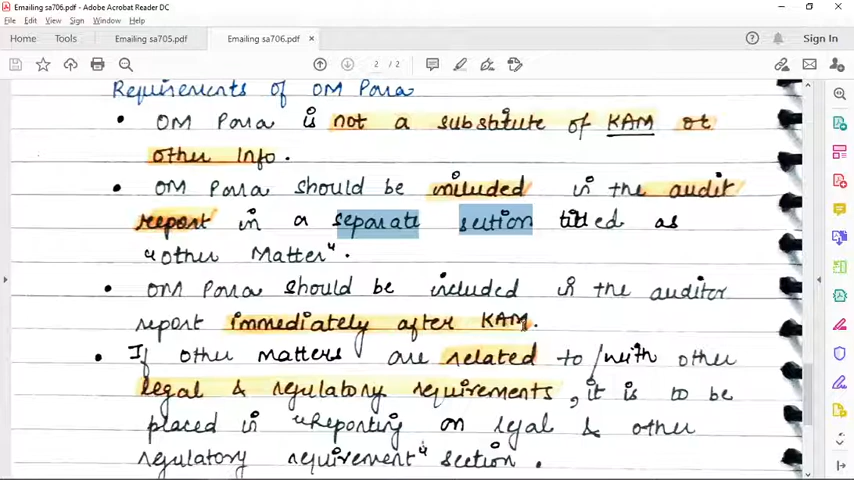 Emailing sa706.pdf - Adobe Acrobat Reader DC
File Edit View Sign Window Help
Home Tools Emailing sa705.pdf Emailing sa706.pdf × Sign In
2 / 2
Requirements of OM Para
• OM Para is not a substitute of KAM or
other Info.
• OM Para should be included in the audit
report in a separate section titled as
"other Matter".
• OM Para should be included in the auditor
report immediately after KAM.
• If other matters are related to/with other
legal & regulatory requirements, it is to be
placed in "Reporting on legal & other
regulatory requirement" section.